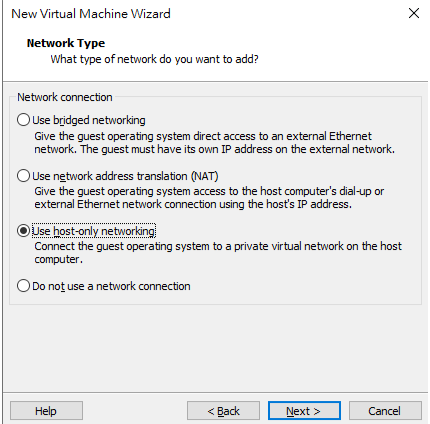 New Virtual Machine Wizard
Network Type
What type of network do you want to add?
Network connection
Use bridged networking
Give the guest operating system direct access to an external Ethernet
network. The guest must have its own IP address on the external network.
Use network address translation (NAT)
Give the guest operating system access to the host computer's dial-up or
external Ethernet network connection using the host's IP address.
Use host-only networking
Connect the guest operating system to a private virtual network on the host
computer.
Do not use a network connection
Help
< Back
Next >
Cancel